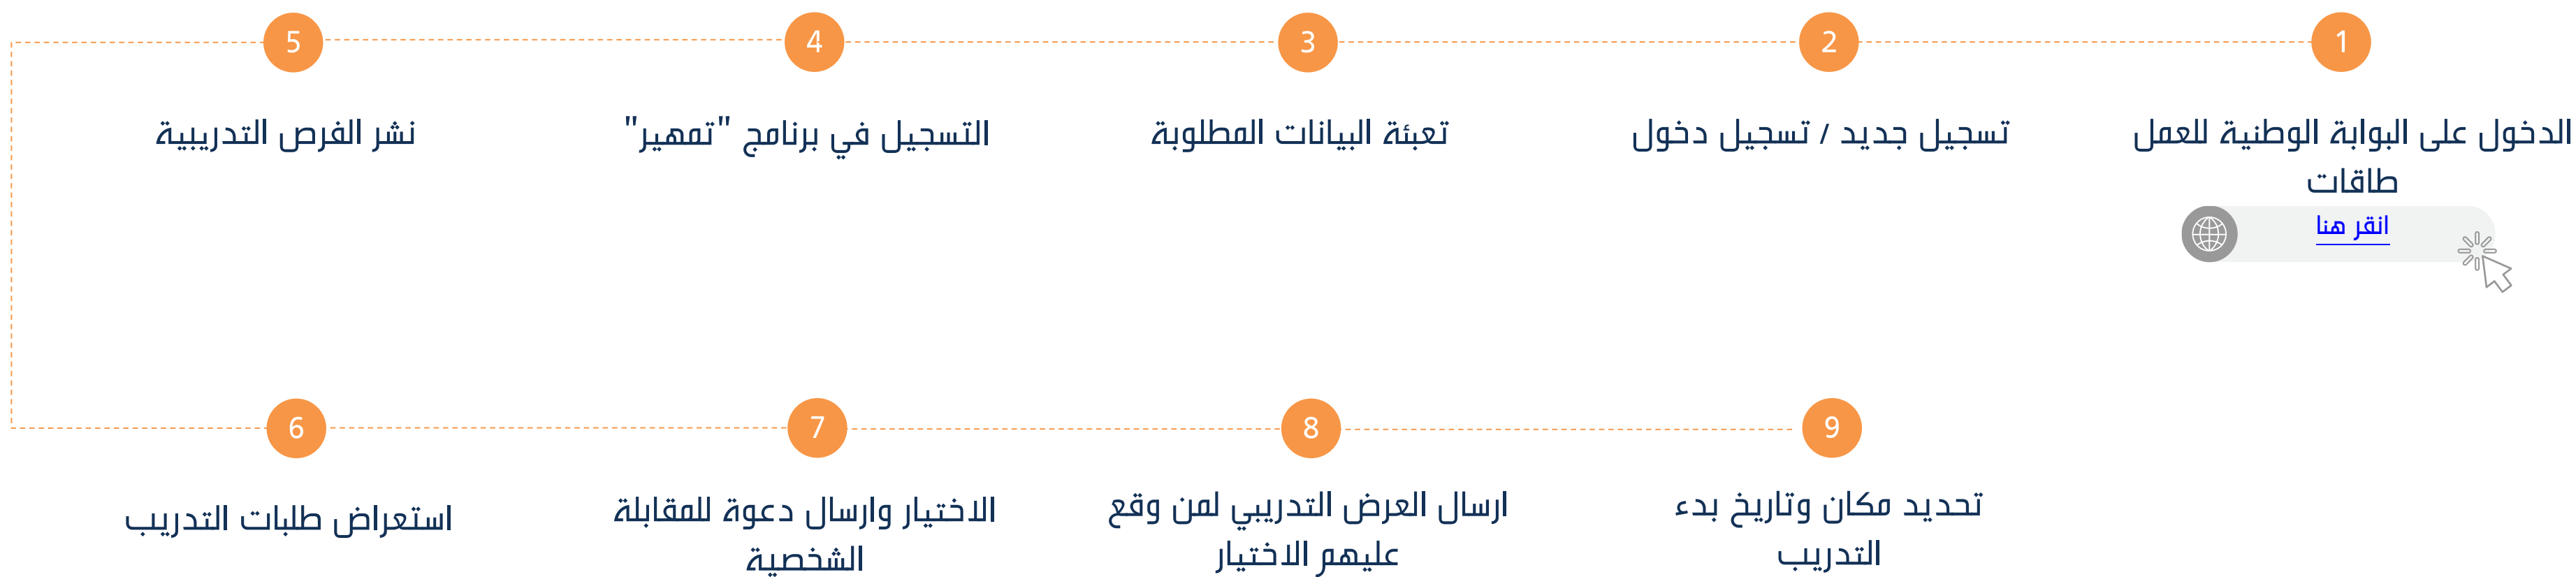 1
الدخول على البوابة الوطنية للعمل
طاقات
انقر هنا
2
تسجيل جديد / تسجيل دخول
3
تعبئة البيانات المطلوبة
4
التسجيل في برنامج "تمهير"
5
نشر الفرص التدريبية
6
استعراض طلبات التدريب
7
الاختيار وارسال دعوة للمقابلة
الشخصية
8
ارسال العرض التدريبي لمن وقع
عليهم الاختيار
9
تحديد مكان وتاريخ بدء
التدريب